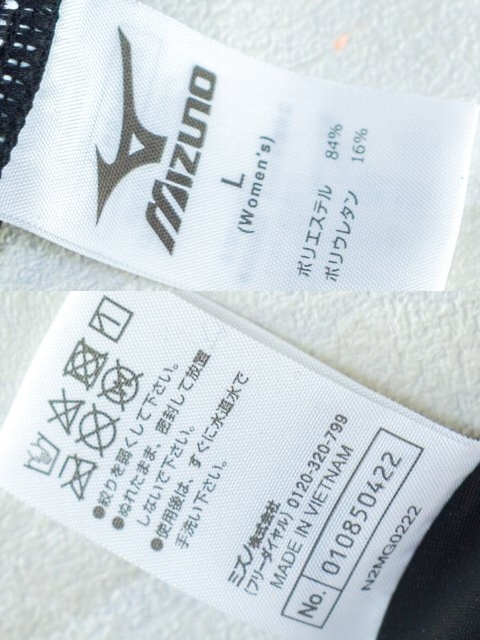 MIZUNO
L
(Women's)
ポリエステル 84%
ポリウレタン 16%
●絞りを弱くして下さい。
●ぬれたまま、密封して放置
しないで下さい。
●使用後は、すぐに水道水で
手洗い下さい。
ミズノ株式会社
(フリーダイヤル) 0120-320-799
MADE IN VIETNAM
No. 010850422
N2MG0222